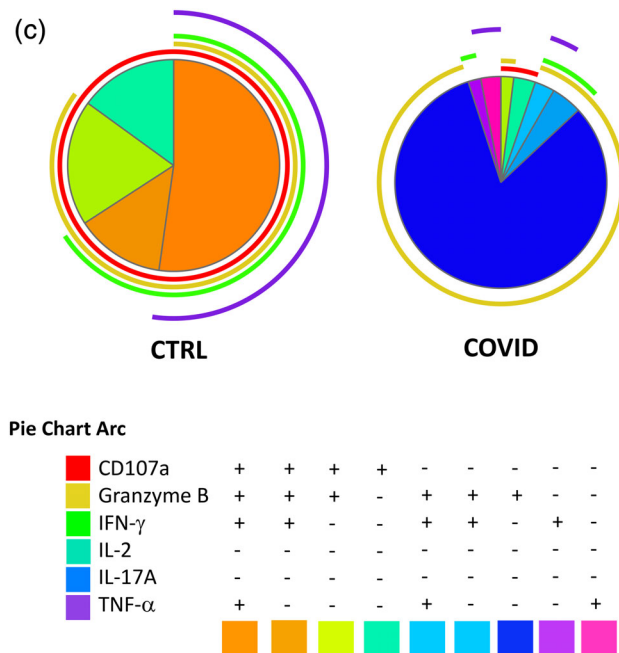 (c)
CTRL
COVID
Pie Chart Arc
CD107a + + + + - - - - -
Granzyme B + + + - + + + - -
IFN-γ + + - - + + - + -
IL-2 - - - - - - - - -
IL-17A - - - - - - - - -
TNF-α + - - - + - - - +